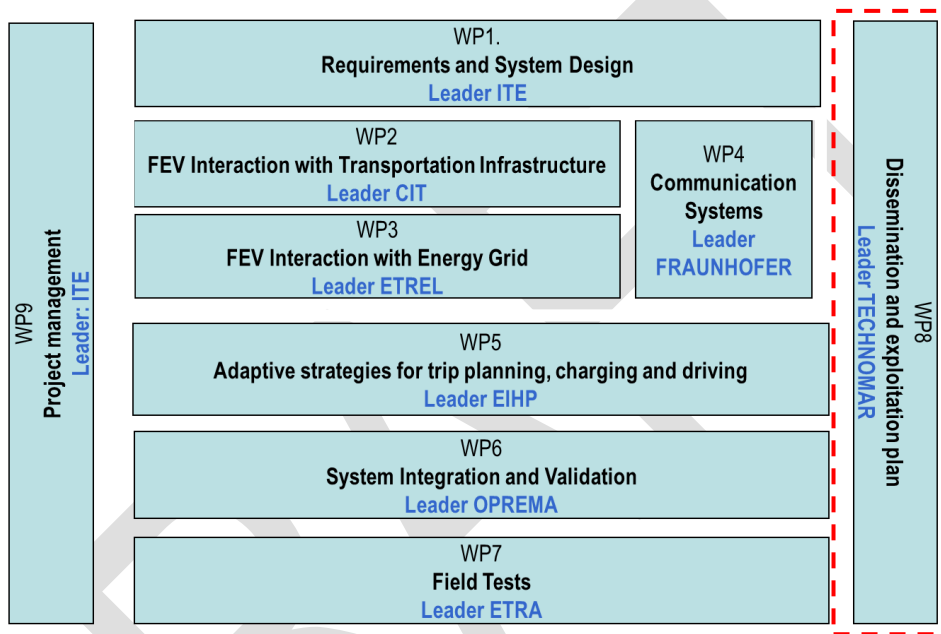 WP9
Project management
Leader: ITE
WP1.
Requirements and System Design
Leader ITE
WP2
FEV Interaction with Transportation Infrastructure
Leader CIT
WP3
FEV Interaction with Energy Grid
Leader ETREL
WP4
Communication
Systems
Leader
FRAUNHOFER
WP5
Adaptive strategies for trip planning, charging and driving
Leader EIHP
WP6
System Integration and Validation
Leader OPREMA
WP7
Field Tests
Leader ETRA
WP8
Dissemination and exploitation plan
Leader TECHNOMAR